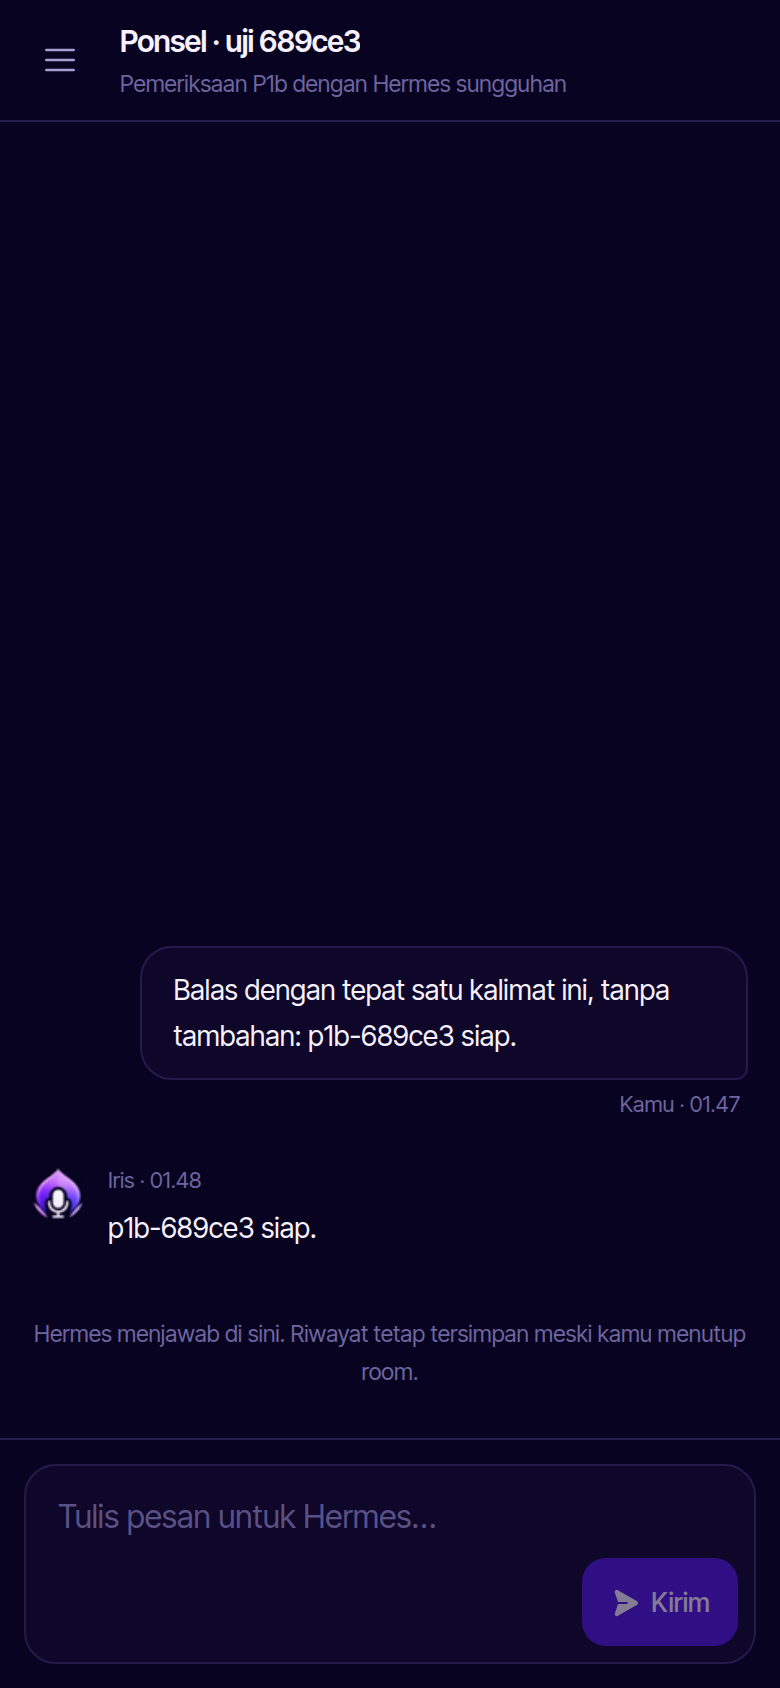 Ponsel · uji 689ce3
Pemeriksaan P1b dengan Hermes sungguhan
Balas dengan tepat satu kalimat ini, tanpa
tambahan: p1b-689ce3 siap.
Kamu · 01.47
Iris · 01.48
p1b-689ce3 siap.
Hermes menjawab di sini. Riwayat tetap tersimpan meski kamu menutup
room.
Tulis pesan untuk Hermes...
Kirim